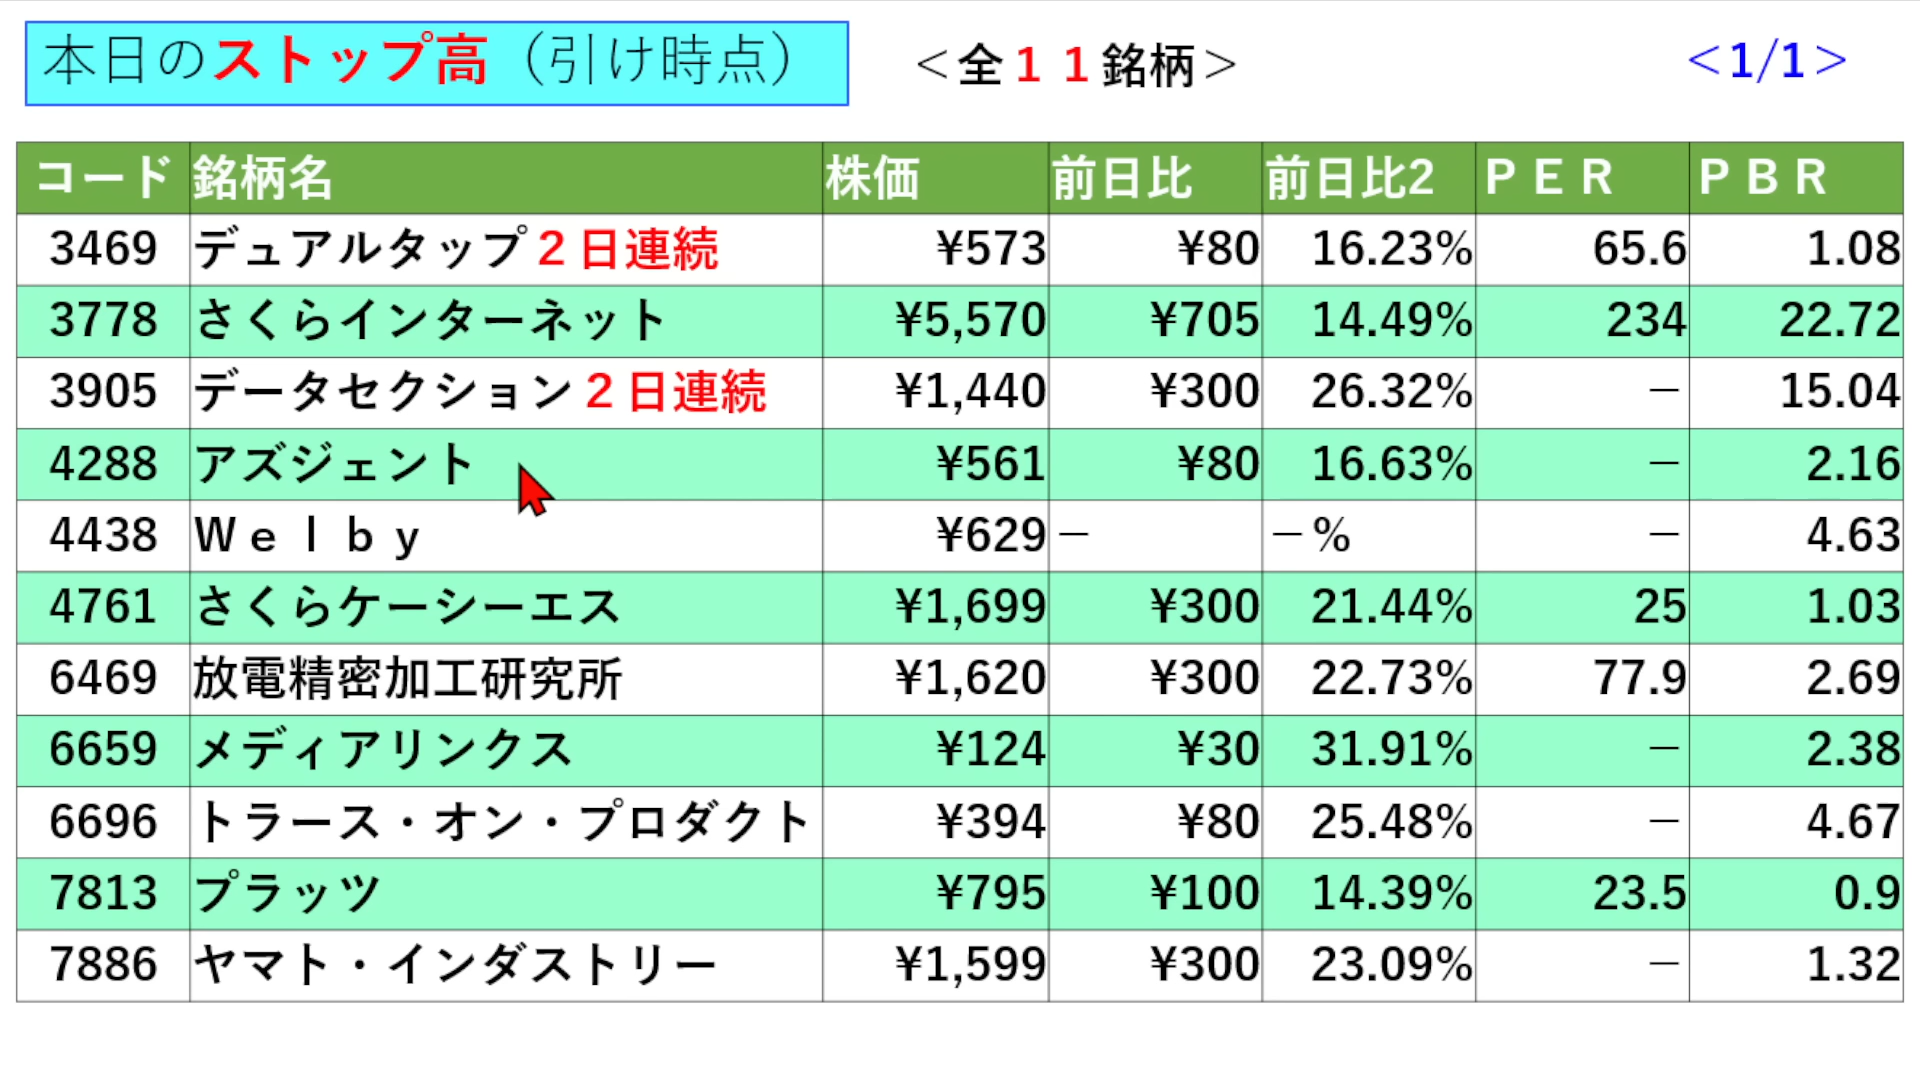 本日のストップ高（引け時点） ＜全１１銘柄＞ ＜1/1＞
コード 銘柄名 株価 前日比 前日比2 ＰＥＲ ＰＢＲ
3469 デュアルタップ２日連続 ¥573 ¥80 16.23% 65.6 1.08
3778 さくらインターネット ¥5,570 ¥705 14.49% 234 22.72
3905 データセクション２日連続 ¥1,440 ¥300 26.32% － 15.04
4288 アズジェント ¥561 ¥80 16.63% － 2.16
4438 Ｗｅｌｂｙ ¥629 － －% － 4.63
4761 さくらケーシーエス ¥1,699 ¥300 21.44% 25 1.03
6469 放電精密加工研究所 ¥1,620 ¥300 22.73% 77.9 2.69
6659 メディアリンクス ¥124 ¥30 31.91% － 2.38
6696 トラース・オン・プロダクト ¥394 ¥80 25.48% － 4.67
7813 プラッツ ¥795 ¥100 14.39% 23.5 0.9
7886 ヤマト・インダストリー ¥1,599 ¥300 23.09% － 1.32